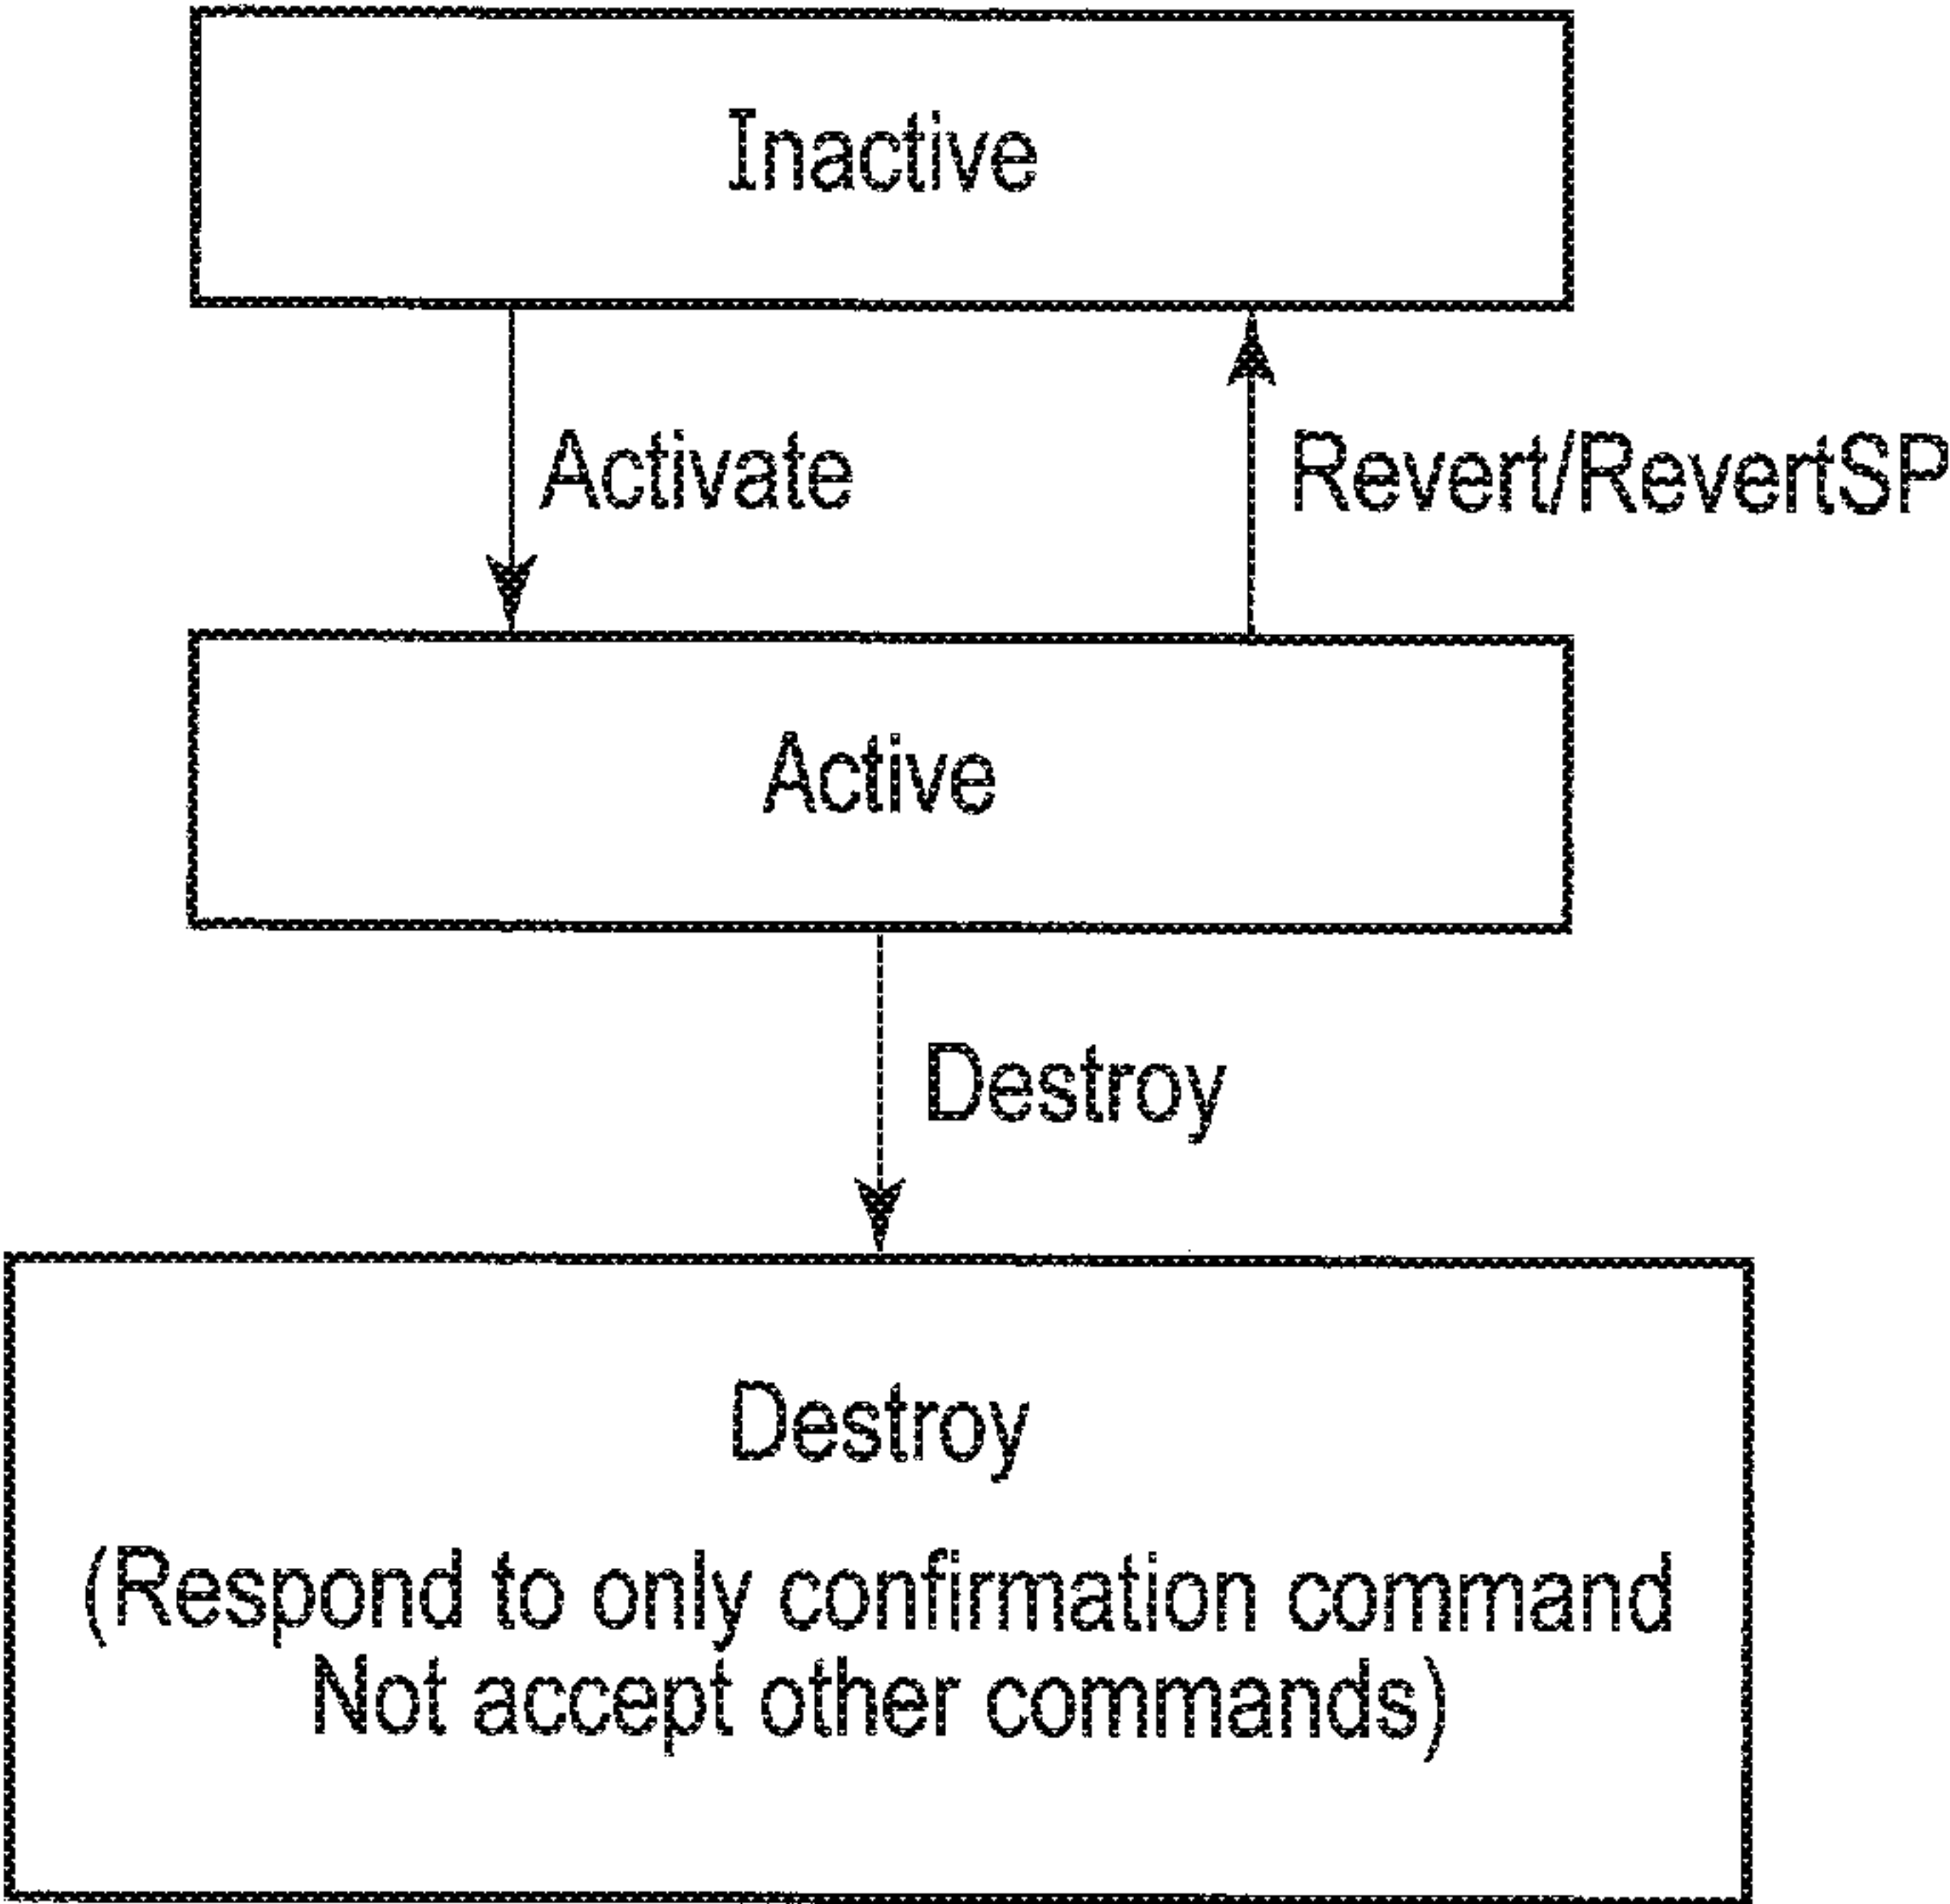 Inactive
Activate
Revert/RevertSP
Active
Destroy
Destroy
(Respond to only confirmation command
Not accept other commands)